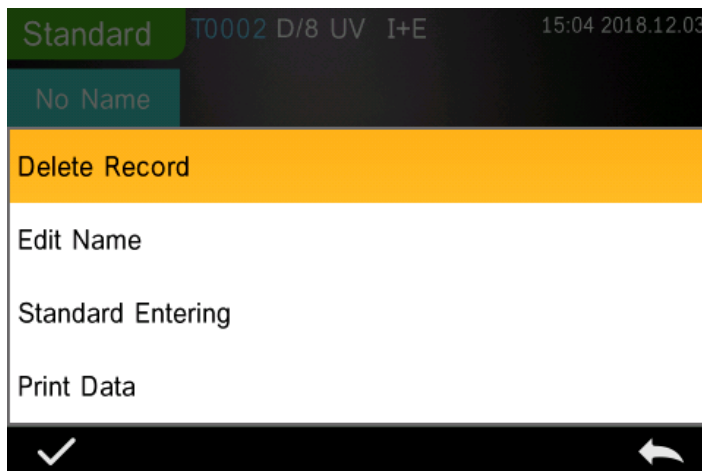 Standard T0002 D/8 UV I+E 15:04 2018.12.03
No Name
Delete Record
Edit Name
Standard Entering
Print Data